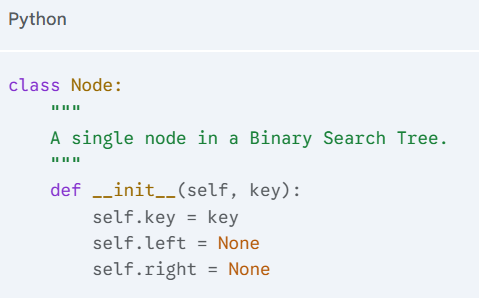 Python
class Node:
    """
    A single node in a Binary Search Tree.
    """
    def __init__(self, key):
        self.key = key
        self.left = None
        self.right = None